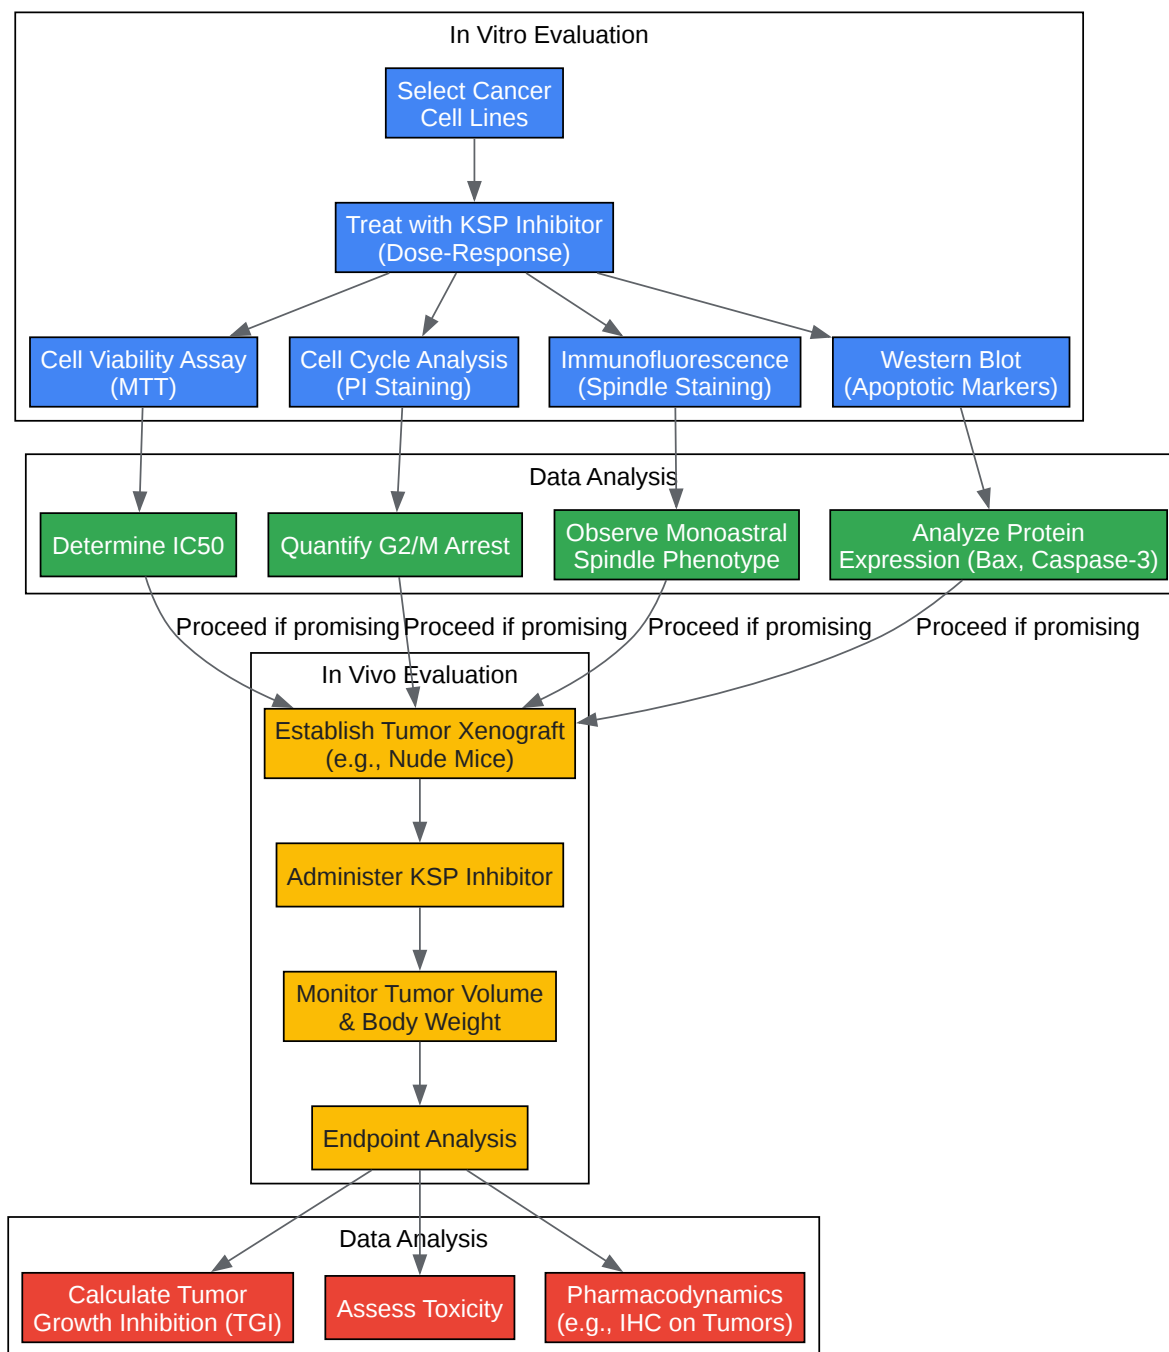 In Vitro Evaluation
Select Cancer
Cell Lines
Treat with KSP Inhibitor
(Dose-Response)
Cell Viability Assay
(MTT)
Cell Cycle Analysis
(PI Staining)
Immunofluorescence
(Spindle Staining)
Western Blot
(Apoptotic Markers)
Data Analysis
Determine IC50
Quantify G2/M Arrest
Observe Monoastral
Spindle Phenotype
Analyze Protein
Expression (Bax, Caspase-3)
Proceed if promising
Proceed if promising
Proceed if promising
Proceed if promising
In Vivo Evaluation
Establish Tumor Xenograft
(e.g., Nude Mice)
Administer KSP Inhibitor
Monitor Tumor Volume
& Body Weight
Endpoint Analysis
Data Analysis
Calculate Tumor
Growth Inhibition (TGI)
Assess Toxicity
Pharmacodynamics
(e.g., IHC on Tumors)